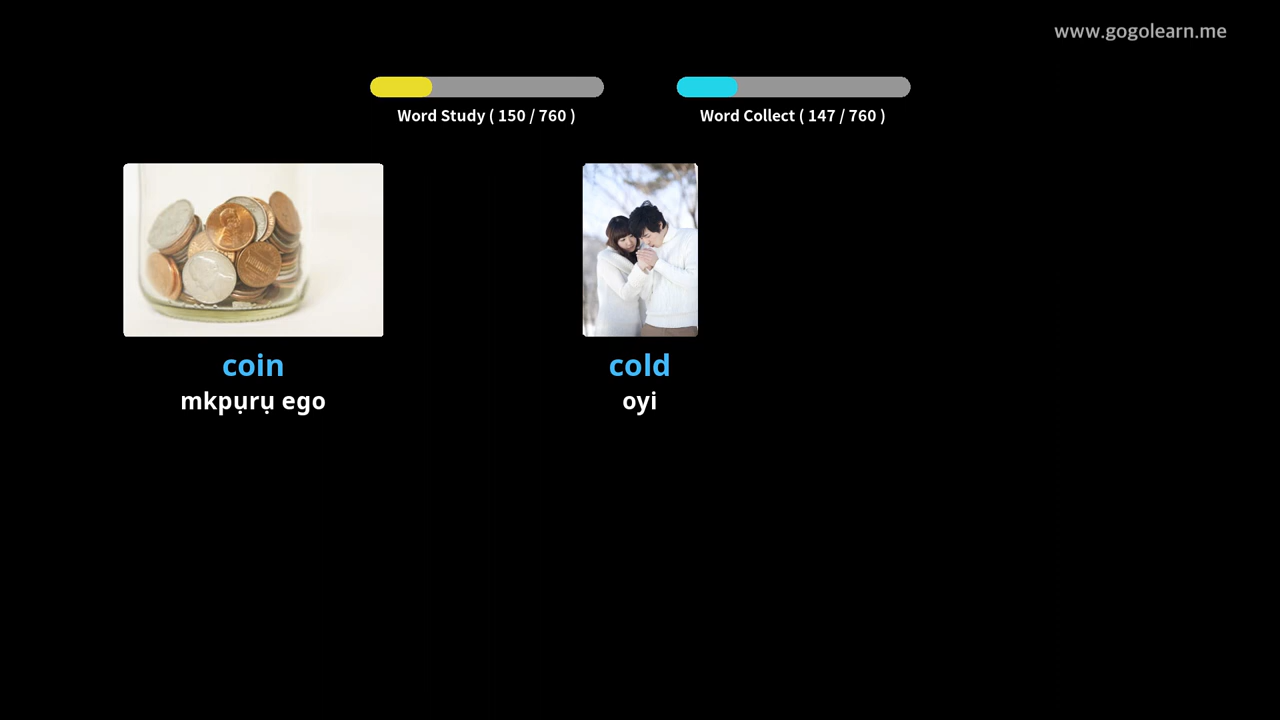 www.gogolearn.me
Word Study ( 150 / 760 )
Word Collect ( 147 / 760 )
coin
mkpụrụ ego
cold
oyi